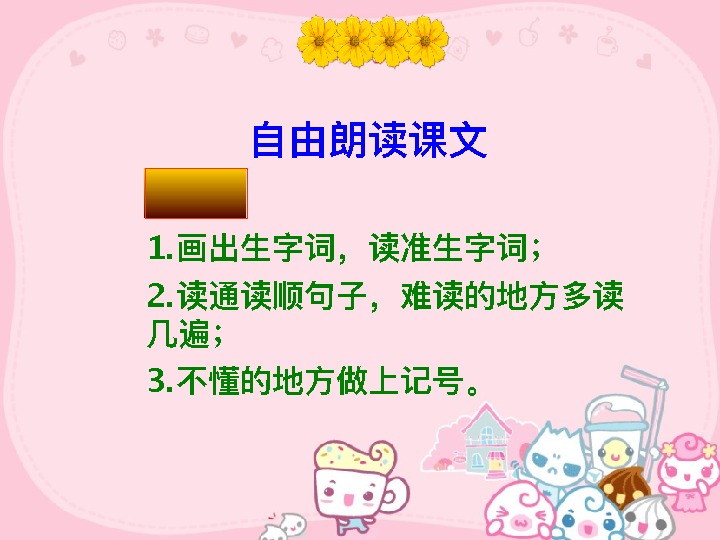 自由朗读课文
1.画出生字词，读准生字词；
2.读通读顺句子，难读的地方多读
几遍；
3.不懂的地方做上记号。